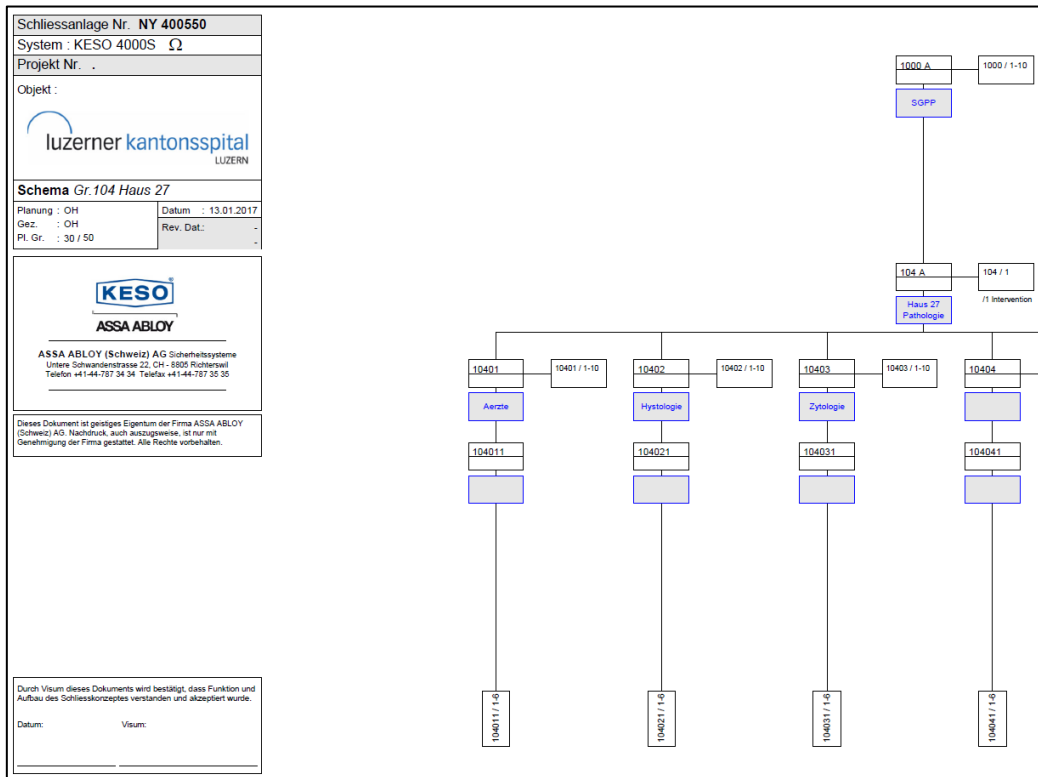 Schliessanlage Nr. NY 400550
System : KESO 4000S Ω
Projekt Nr. .
Objekt :
luzerner kantonsspital
LUZERN
Schema Gr.104 Haus 27
Planung : OH
Gez. : OH
Pl. Gr. : 30 / 50
Datum : 13.01.2017
Rev. Dat.: -
-
KESO
ASSA ABLOY
ASSA ABLOY (Schweiz) AG Sicherheitssysteme
Untere Schwandenstrasse 22, CH - 8805 Richterswil
Telefon +41-44-787 34 34 Telefax +41-44-787 35 35
Dieses Dokument ist geistiges Eigentum der Firma ASSA ABLOY
(Schweiz) AG. Nachdruck, auch auszugsweise, ist nur mit
Genehmigung der Firma gestattet. Alle Rechte vorbehalten.
Durch Visum dieses Dokuments wird bestätigt, dass Funktion und
Aufbau des Schliesskonzeptes verstanden und akzeptiert wurde.
Datum: Visum:
1000 A
1000 / 1-10
SGPP
104 A
104 / 1
/1 Intervention
Haus 27
Pathologie
10401
10401 / 1-10
10402
10402 / 1-10
10403
10403 / 1-10
10404
Aerzte
Hystologie
Zytologie
104011
104021
104031
104041
104011 / 1-6
104021 / 1-6
104031 / 1-6
104041 / 1-6